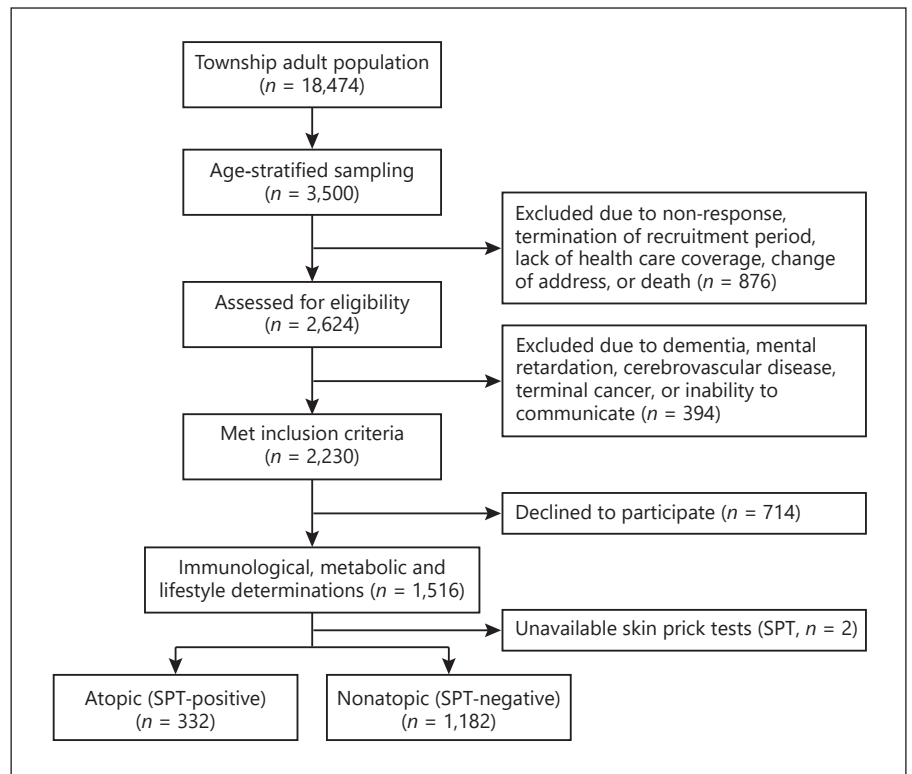 Township adult population
(n = 18,474)
Age-stratified sampling
(n = 3,500)
Excluded due to non-response,
termination of recruitment period,
lack of health care coverage, change
of address, or death (n = 876)
Assessed for eligibility
(n = 2,624)
Excluded due to dementia, mental
retardation, cerebrovascular disease,
terminal cancer, or inability to
communicate (n = 394)
Met inclusion criteria
(n = 2,230)
Declined to participate (n = 714)
Immunological, metabolic and
lifestyle determinations (n = 1,516)
Unavailable skin prick tests (SPT, n = 2)
Atopic (SPT-positive)
(n = 332)
Nonatopic (SPT-negative)
(n = 1,182)